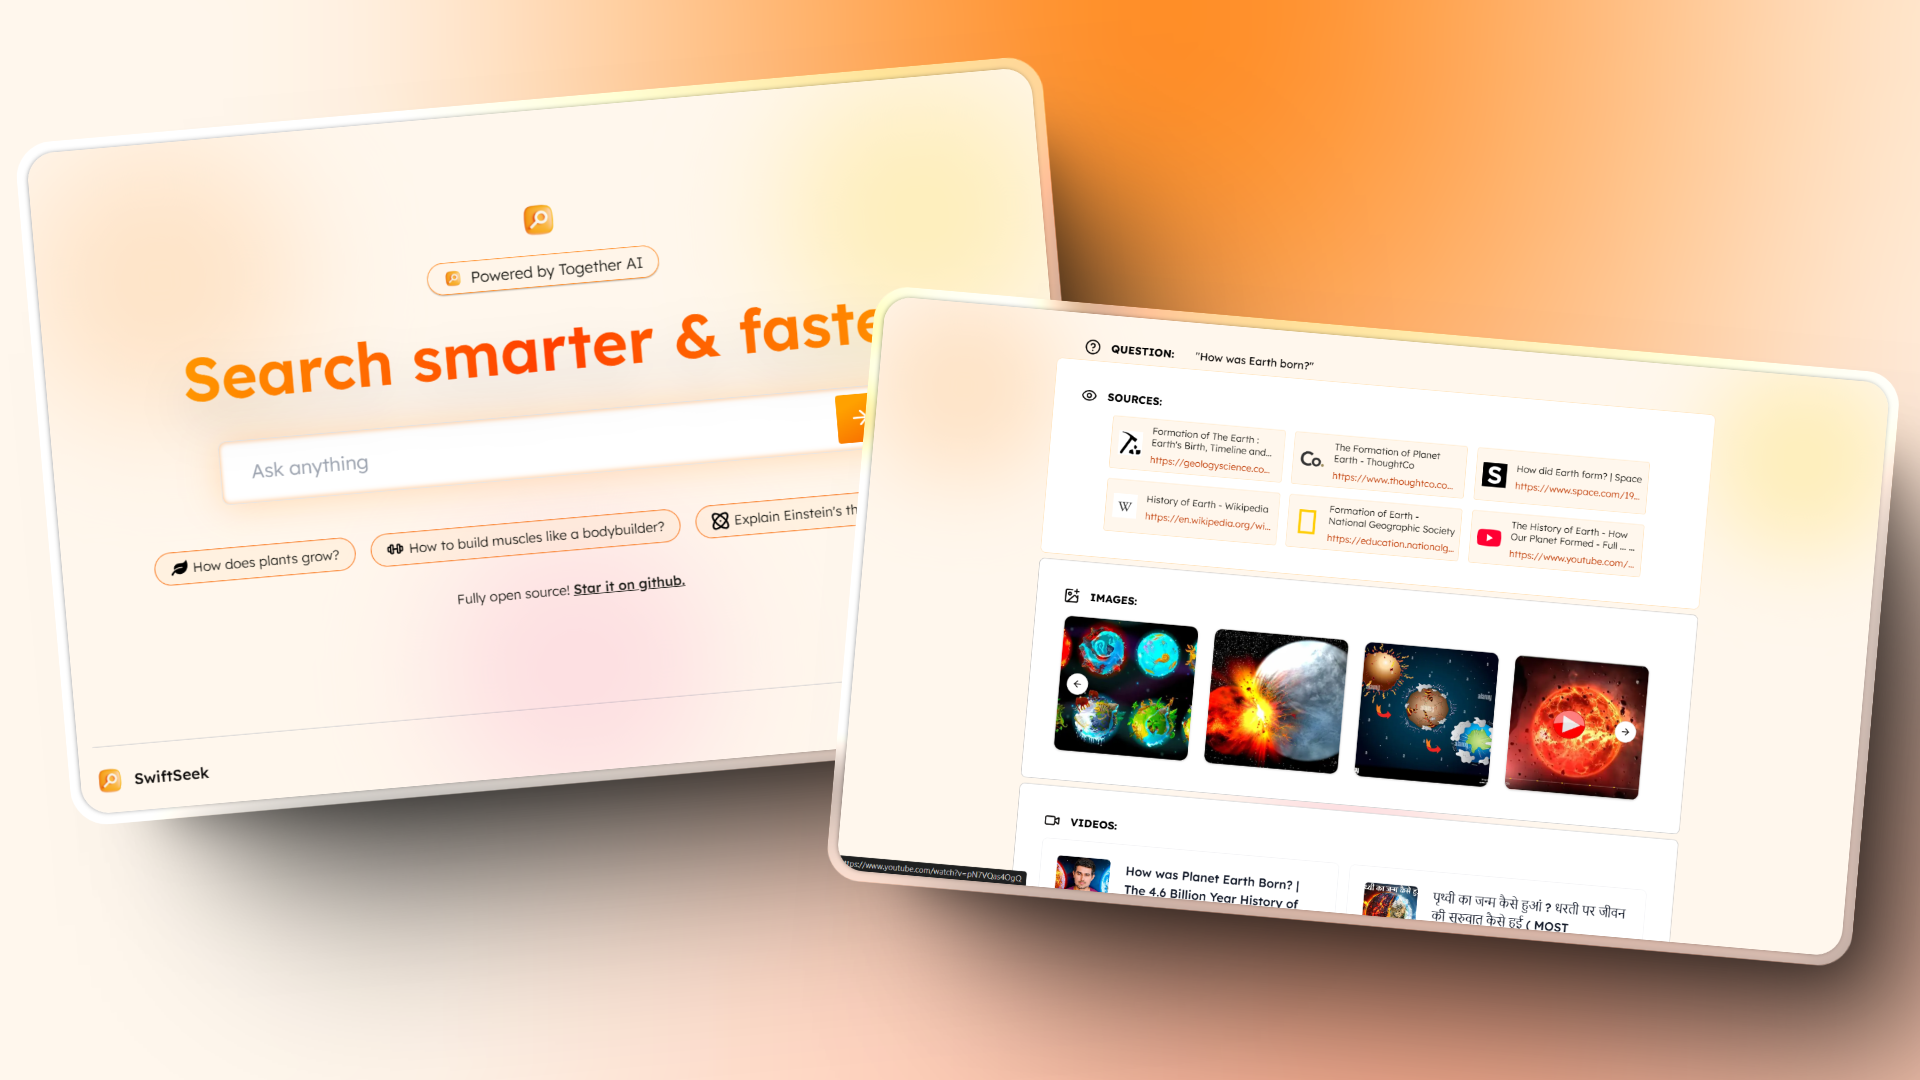 Powered by Together AI
Search smarter & faste
Ask anything
How does plants grow?
How to build muscles like a bodybuilder?
Explain Einstein's th
Fully open source! Star it on github.
SwiftSeek
QUESTION: "How was Earth born?"
SOURCES:
Formation of The Earth :
Earth's Birth, Timeline and...
https://geologyscience.co...
Co.
The Formation of Planet
Earth - ThoughtCo
https://www.thoughtco.co...
S
How did Earth form? | Space
https://www.space.com/19...
W
History of Earth - Wikipedia
https://en.wikipedia.org/wi...
Formation of Earth -
National Geographic Society
https://education.nationalg...
The History of Earth - How
Our Planet Formed - Full ... ...
https://www.youtube.com/...
IMAGES:
VIDEOS:
How was Planet Earth Born? |
The 4.6 Billion Year History of
पृथ्वी का जन्म कैसे हुआं ? धरती पर जीवन
की सुरुवात कैसे हुई ( MOST
ttps://www.youtube.com/watch?v=pN7VQas4OgQ